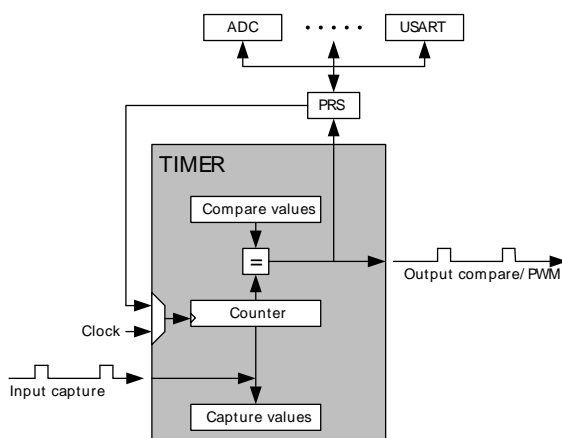 ADC
USART
PRS
TIMER
Compare values
=
Output compare/ PWM
Counter
Clock
Input capture
Capture values